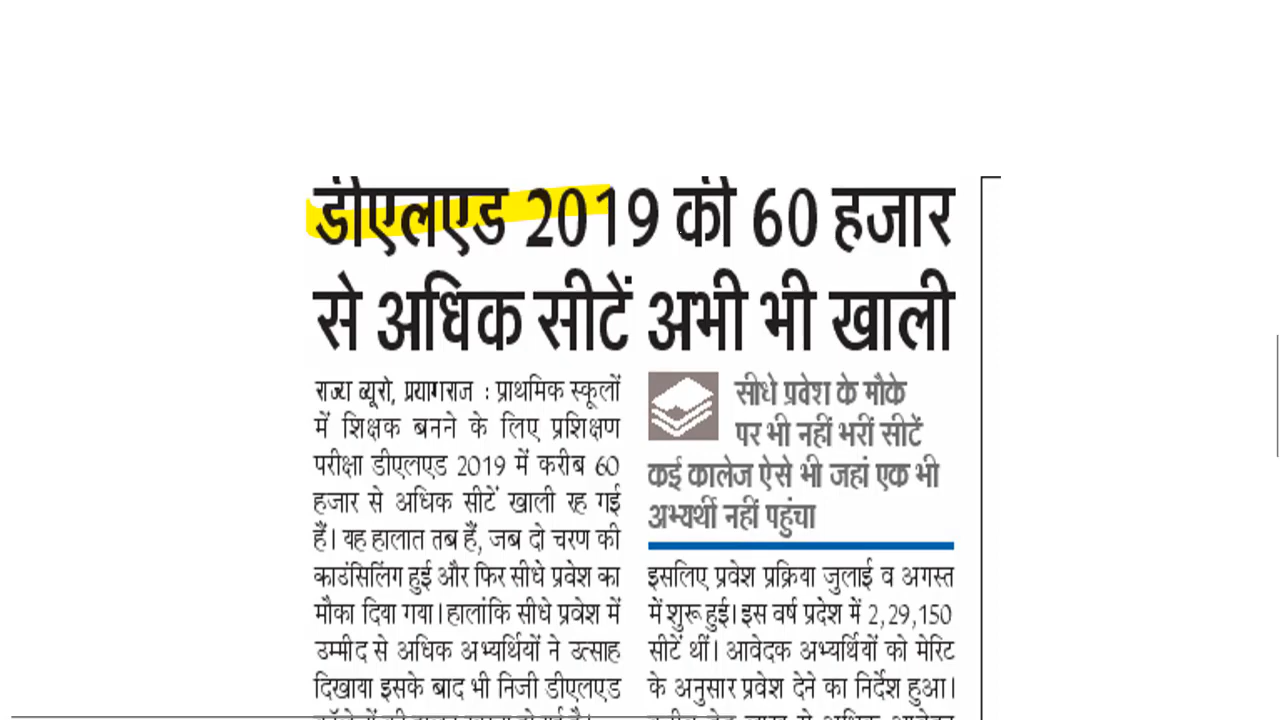 डीएलएड 2019 की 60 हजार
से अधिक सीटें अभी भी खाली
राज्य ब्यूरो, प्रयागराज : प्राथमिक स्कूलों
में शिक्षक बनने के लिए प्रशिक्षण
परीक्षा डीएलएड 2019 में करीब 60
हजार से अधिक सीटें खाली रह गई
हैं। यह हालात तब हैं, जब दो चरण की
काउंसिलिंग हुई और फिर सीधे प्रवेश का
मौका दिया गया। हालांकि सीधे प्रवेश में
उम्मीद से अधिक अभ्यर्थियों ने उत्साह
दिखाया इसके बाद भी निजी डीएलएड
सीधे प्रवेश के मौके
पर भी नहीं भरीं सीटें
कई कालेज ऐसे भी जहां एक भी
अभ्यर्थी नहीं पहुंचा
इसलिए प्रवेश प्रक्रिया जुलाई व अगस्त
में शुरू हुई। इस वर्ष प्रदेश में 2,29,150
सीटें थीं। आवेदक अभ्यर्थियों को मेरिट
के अनुसार प्रवेश देने का निर्देश हुआ।